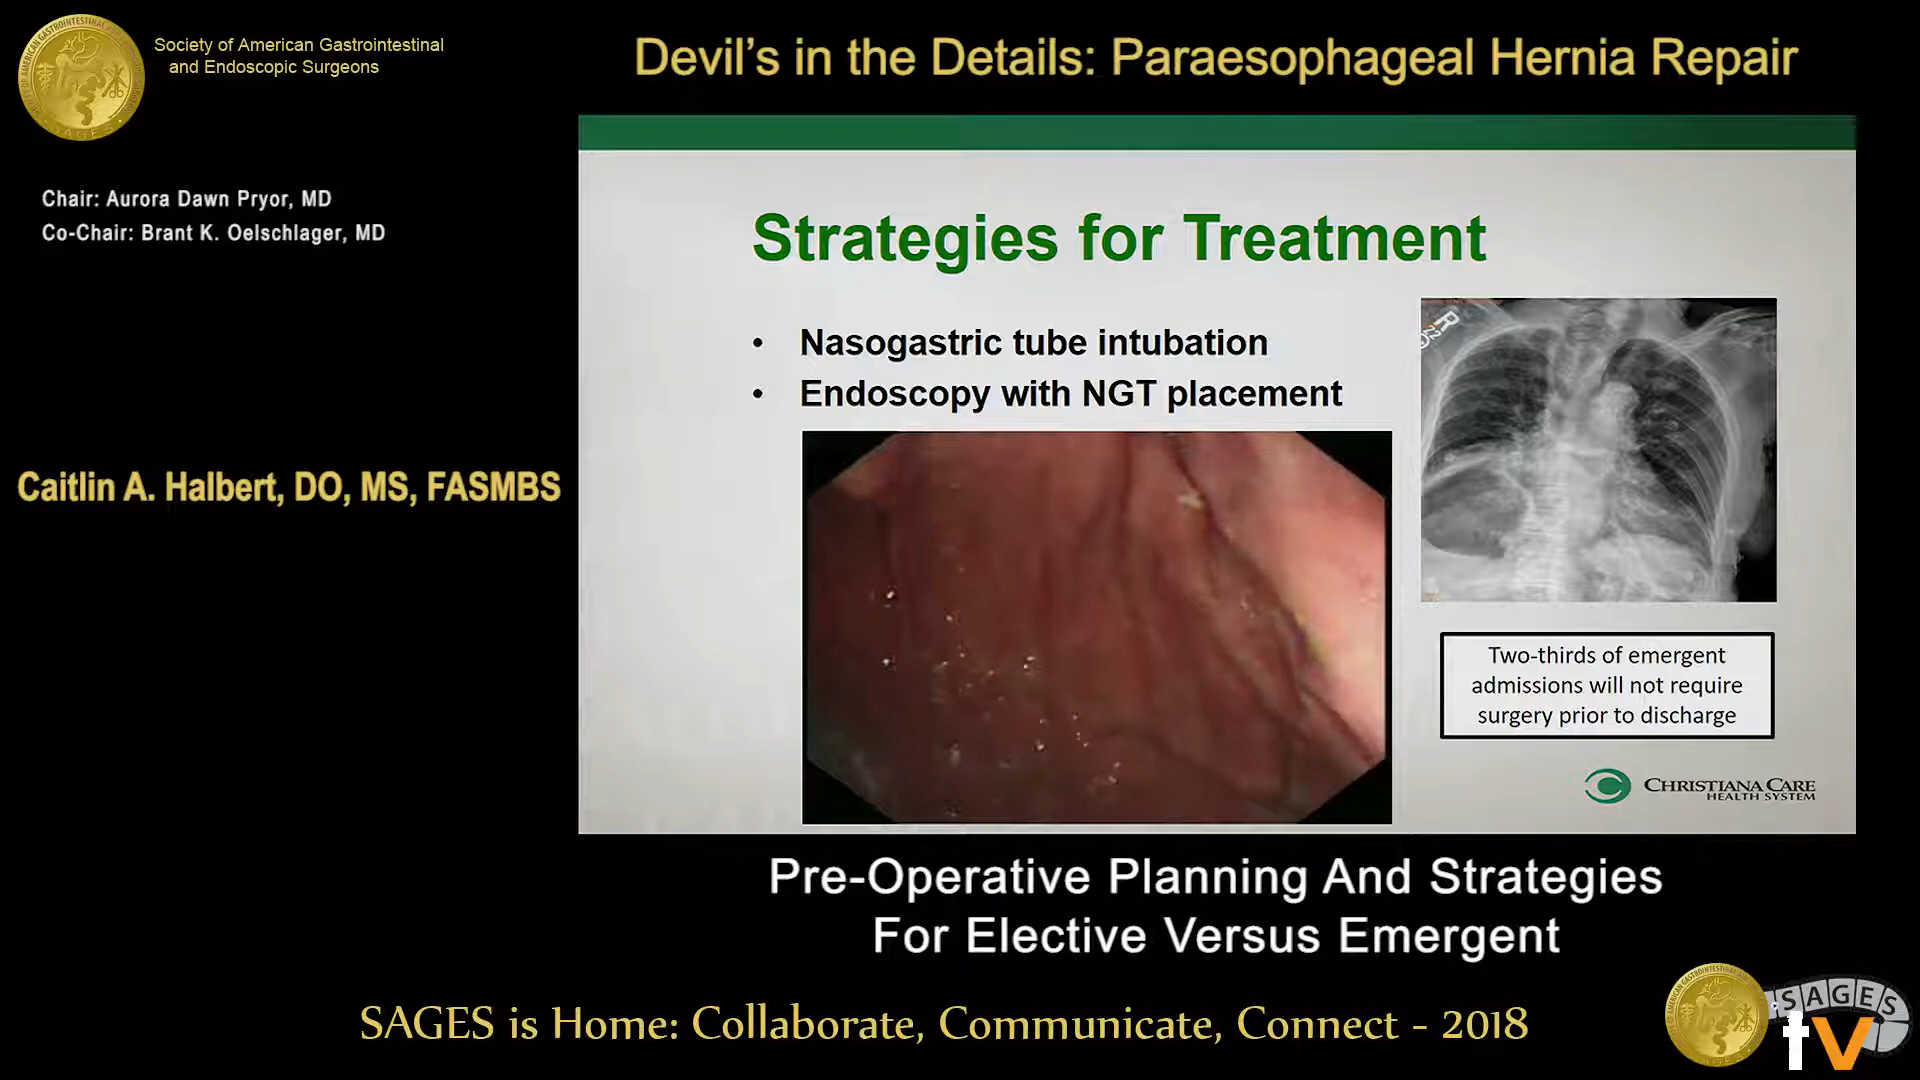 Society of American Gastrointestinal
and Endoscopic Surgeons
Devil's in the Details: Paraesophageal Hernia Repair
Chair: Aurora Dawn Pryor, MD
Co-Chair: Brant K. Oelschlager, MD
Caitlin A. Halbert, DO, MS, FASMBS
Strategies for Treatment
• Nasogastric tube intubation
• Endoscopy with NGT placement
R
Two-thirds of emergent
admissions will not require
surgery prior to discharge
CHRISTIANA CARE
HEALTH SYSTEM
Pre-Operative Planning And Strategies
For Elective Versus Emergent
SAGES is Home: Collaborate, Communicate, Connect - 2018
SAGES
tv